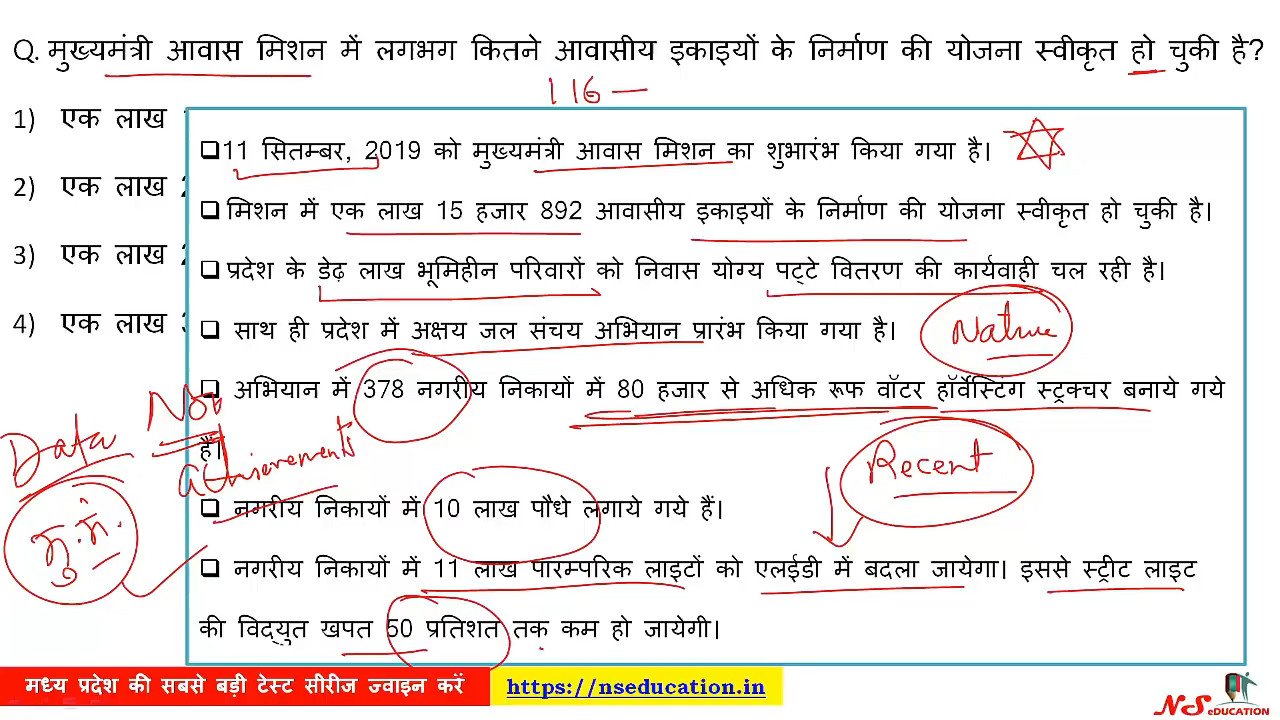 Q. मुख्यमंत्री आवास मिशन में लगभग कितने आवासीय इकाइयों के निर्माण की योजना स्वीकृत हो चुकी है?
116 —
1) एक लाख
2) एक लाख
3) एक लाख
4) एक लाख
❑11 सितम्बर, 2019 को मुख्यमंत्री आवास मिशन का शुभारंभ किया गया है।
❑ मिशन में एक लाख 15 हजार 892 आवासीय इकाइयों के निर्माण की योजना स्वीकृत हो चुकी है।
❑ प्रदेश के डेढ़ लाख भूमिहीन परिवारों को निवास योग्य पट्टे वितरण की कार्यवाही चल रही है।
❑ साथ ही प्रदेश में अक्षय जल संचय अभियान प्रारंभ किया गया है।
Nature
❑ अभियान में 378 नगरीय निकायों में 80 हजार से अधिक रूफ वॉटर हॉर्वेस्टिंग स्ट्रक्चर बनाये गये
हैं।
Data Not
achievements
Recent
❑ नगरीय निकायों में 10 लाख पौधे लगाये गये हैं।
मु.मं.
❑ नगरीय निकायों में 11 लाख पारम्परिक लाइटों को एलईडी में बदला जायेगा। इससे स्ट्रीट लाइट
की विद्युत खपत 50 प्रतिशत तक कम हो जायेगी।
मध्य प्रदेश की सबसे बड़ी टेस्ट सीरीज ज्वाइन करें https://nseducation.in
NS eDUCATION